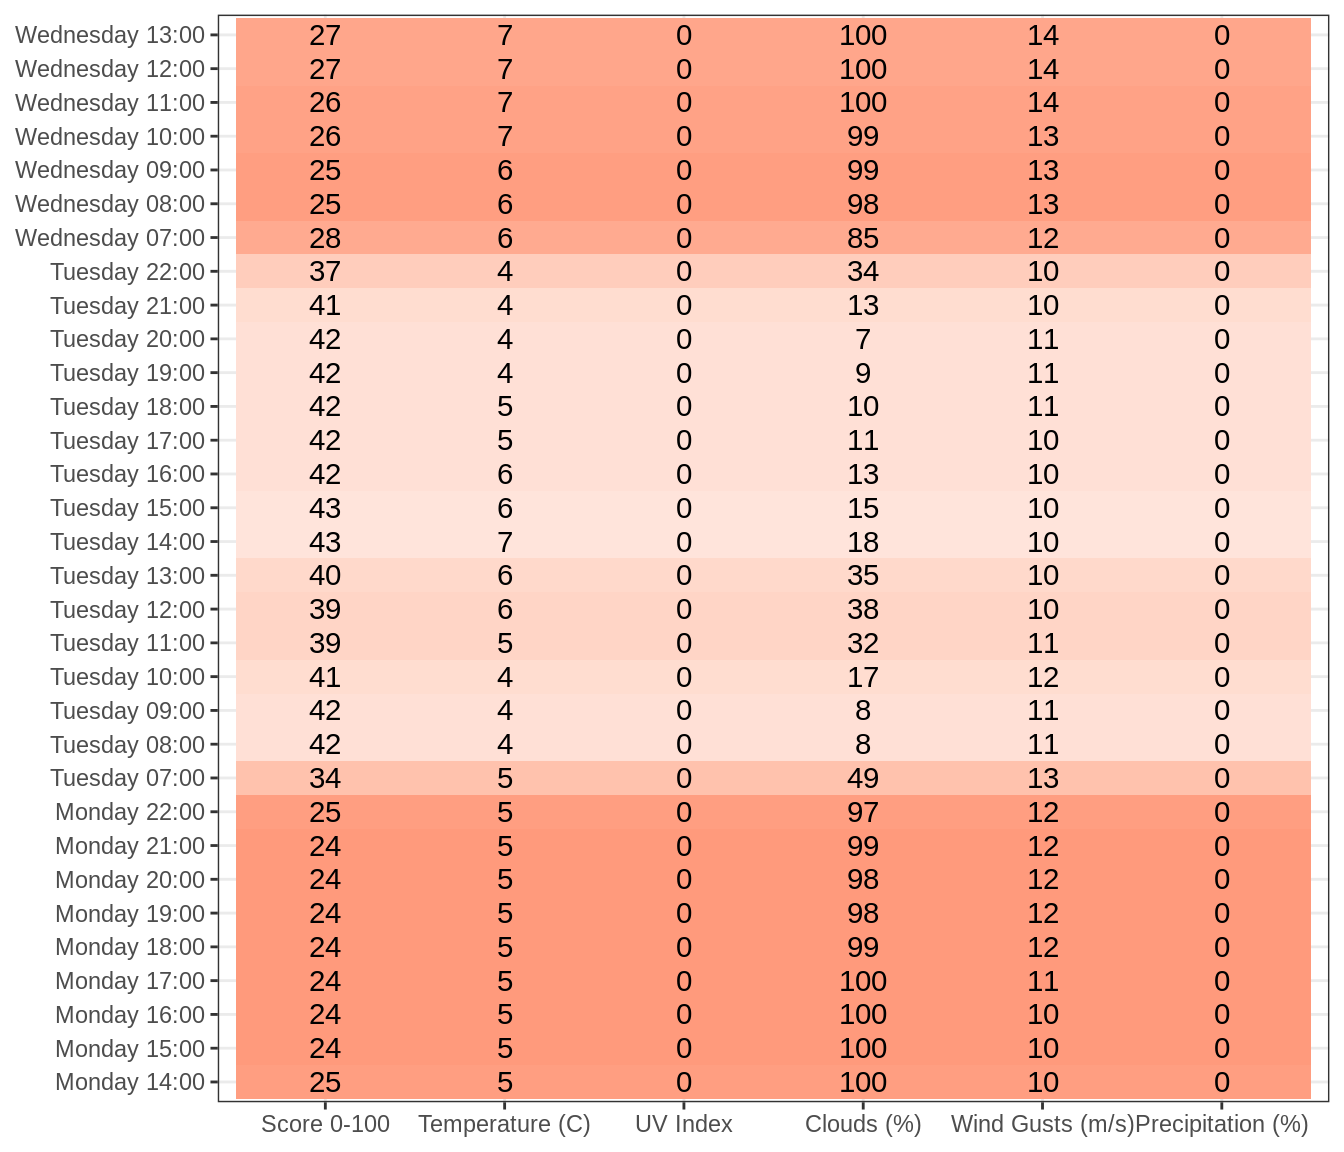 Wednesday 13:00 27 7 0 100 14 0
Wednesday 12:00 27 7 0 100 14 0
Wednesday 11:00 26 7 0 100 14 0
Wednesday 10:00 26 7 0 99 13 0
Wednesday 09:00 25 6 0 99 13 0
Wednesday 08:00 25 6 0 98 13 0
Wednesday 07:00 28 6 0 85 12 0
Tuesday 22:00 37 4 0 34 10 0
Tuesday 21:00 41 4 0 13 10 0
Tuesday 20:00 42 4 0 7 11 0
Tuesday 19:00 42 4 0 9 11 0
Tuesday 18:00 42 5 0 10 11 0
Tuesday 17:00 42 5 0 11 10 0
Tuesday 16:00 42 6 0 13 10 0
Tuesday 15:00 43 6 0 15 10 0
Tuesday 14:00 43 7 0 18 10 0
Tuesday 13:00 40 6 0 35 10 0
Tuesday 12:00 39 6 0 38 10 0
Tuesday 11:00 39 5 0 32 11 0
Tuesday 10:00 41 4 0 17 12 0
Tuesday 09:00 42 4 0 8 11 0
Tuesday 08:00 42 4 0 8 11 0
Tuesday 07:00 34 5 0 49 13 0
Monday 22:00 25 5 0 97 12 0
Monday 21:00 24 5 0 99 12 0
Monday 20:00 24 5 0 98 12 0
Monday 19:00 24 5 0 98 12 0
Monday 18:00 24 5 0 99 12 0
Monday 17:00 24 5 0 100 11 0
Monday 16:00 24 5 0 100 10 0
Monday 15:00 24 5 0 100 10 0
Monday 14:00 25 5 0 100 10 0
Score 0-100 Temperature (C) UV Index Clouds (%) Wind Gusts (m/s) Precipitation (%)